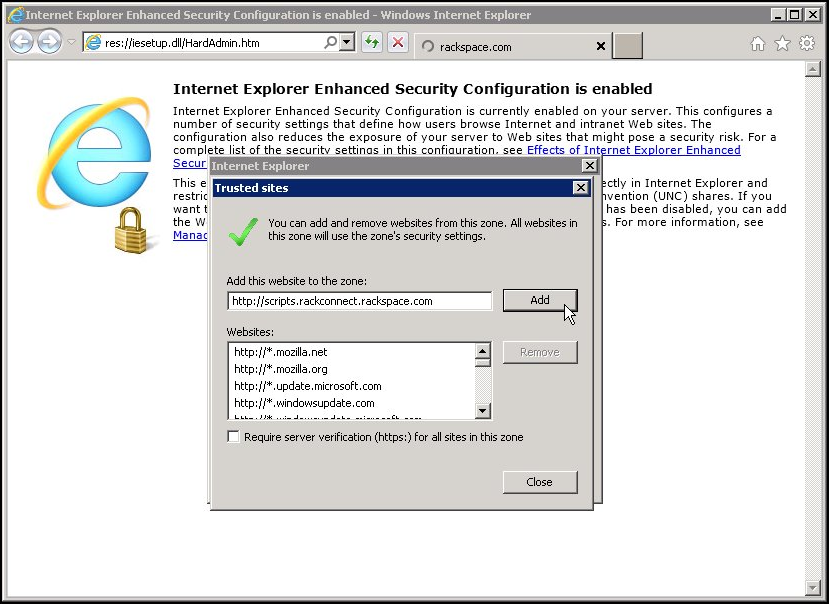 Internet Explorer Enhanced Security Configuration is enabled - Windows Internet Explorer
res://iesetup.dll/HardAdmin.htm
rackspace.com
Internet Explorer Enhanced Security Configuration is enabled
Internet Explorer Enhanced Security Configuration is currently enabled on your server. This configures a
number of security settings that define how users browse Internet and intranet Web sites. The
configuration also reduces the exposure of your server to Web sites that might pose a security risk. For a
complete list of the security settings in this configuration, see Effects of Internet Explorer Enhanced
Secur
This e
ectly in Internet Explorer and
restric
nvention (UNC) shares. If you
want t
has been disabled, you can add
the W
s. For more information, see
Manag
Internet Explorer
Trusted sites
You can add and remove websites from this zone. All websites in
this zone will use the zone's security settings.
Add this website to the zone:
http://scripts.rackconnect.rackspace.com
Add
Websites:
http://*.mozilla.net
Remove
http://*.mozilla.org
http://*.update.microsoft.com
http://*.windowsupdate.com
http://*.windowsupdate.microsoft.com
Require server verification (https:) for all sites in this zone
Close